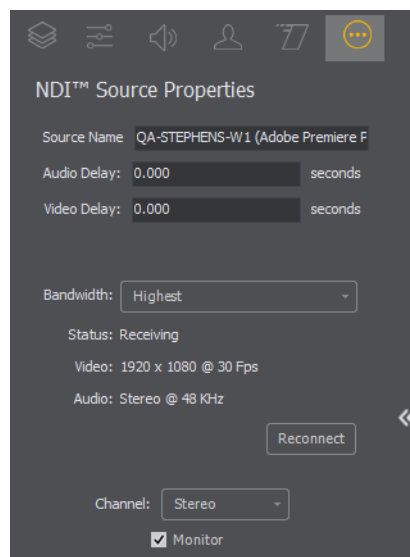 NDI™ Source Properties
Source Name QA-STEPHENS-W1 (Adobe Premiere P
Audio Delay: 0.000 seconds
Video Delay: 0.000 seconds
Bandwidth: Highest
Status: Receiving
Video: 1920 x 1080 @ 30 Fps
Audio: Stereo @ 48 KHz
Reconnect
Channel: Stereo
Monitor